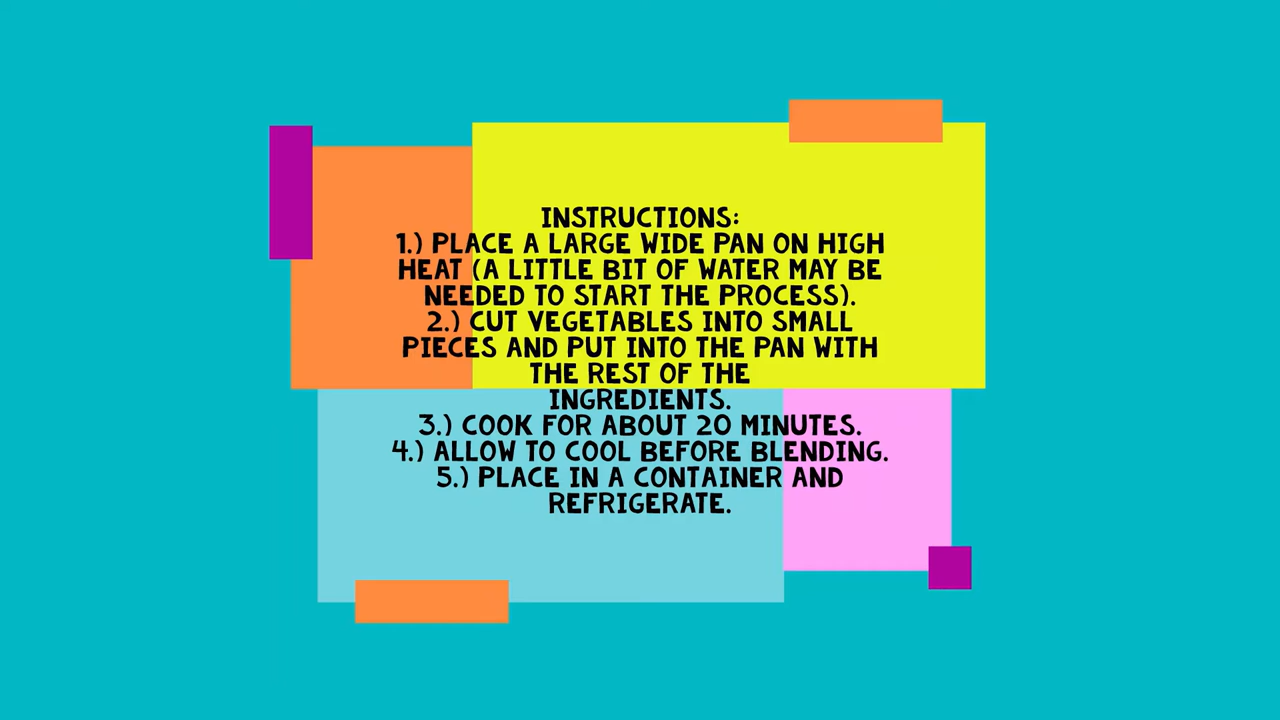 INSTRUCTIONS:
1.) PLACE A LARGE WIDE PAN ON HIGH
HEAT (A LITTLE BIT OF WATER MAY BE
NEEDED TO START THE PROCESS).
2.) CUT VEGETABLES INTO SMALL
PIECES AND PUT INTO THE PAN WITH
THE REST OF THE
INGREDIENTS.
3.) COOK FOR ABOUT 20 MINUTES.
4.) ALLOW TO COOL BEFORE BLENDING.
5.) PLACE IN A CONTAINER AND
REFRIGERATE.